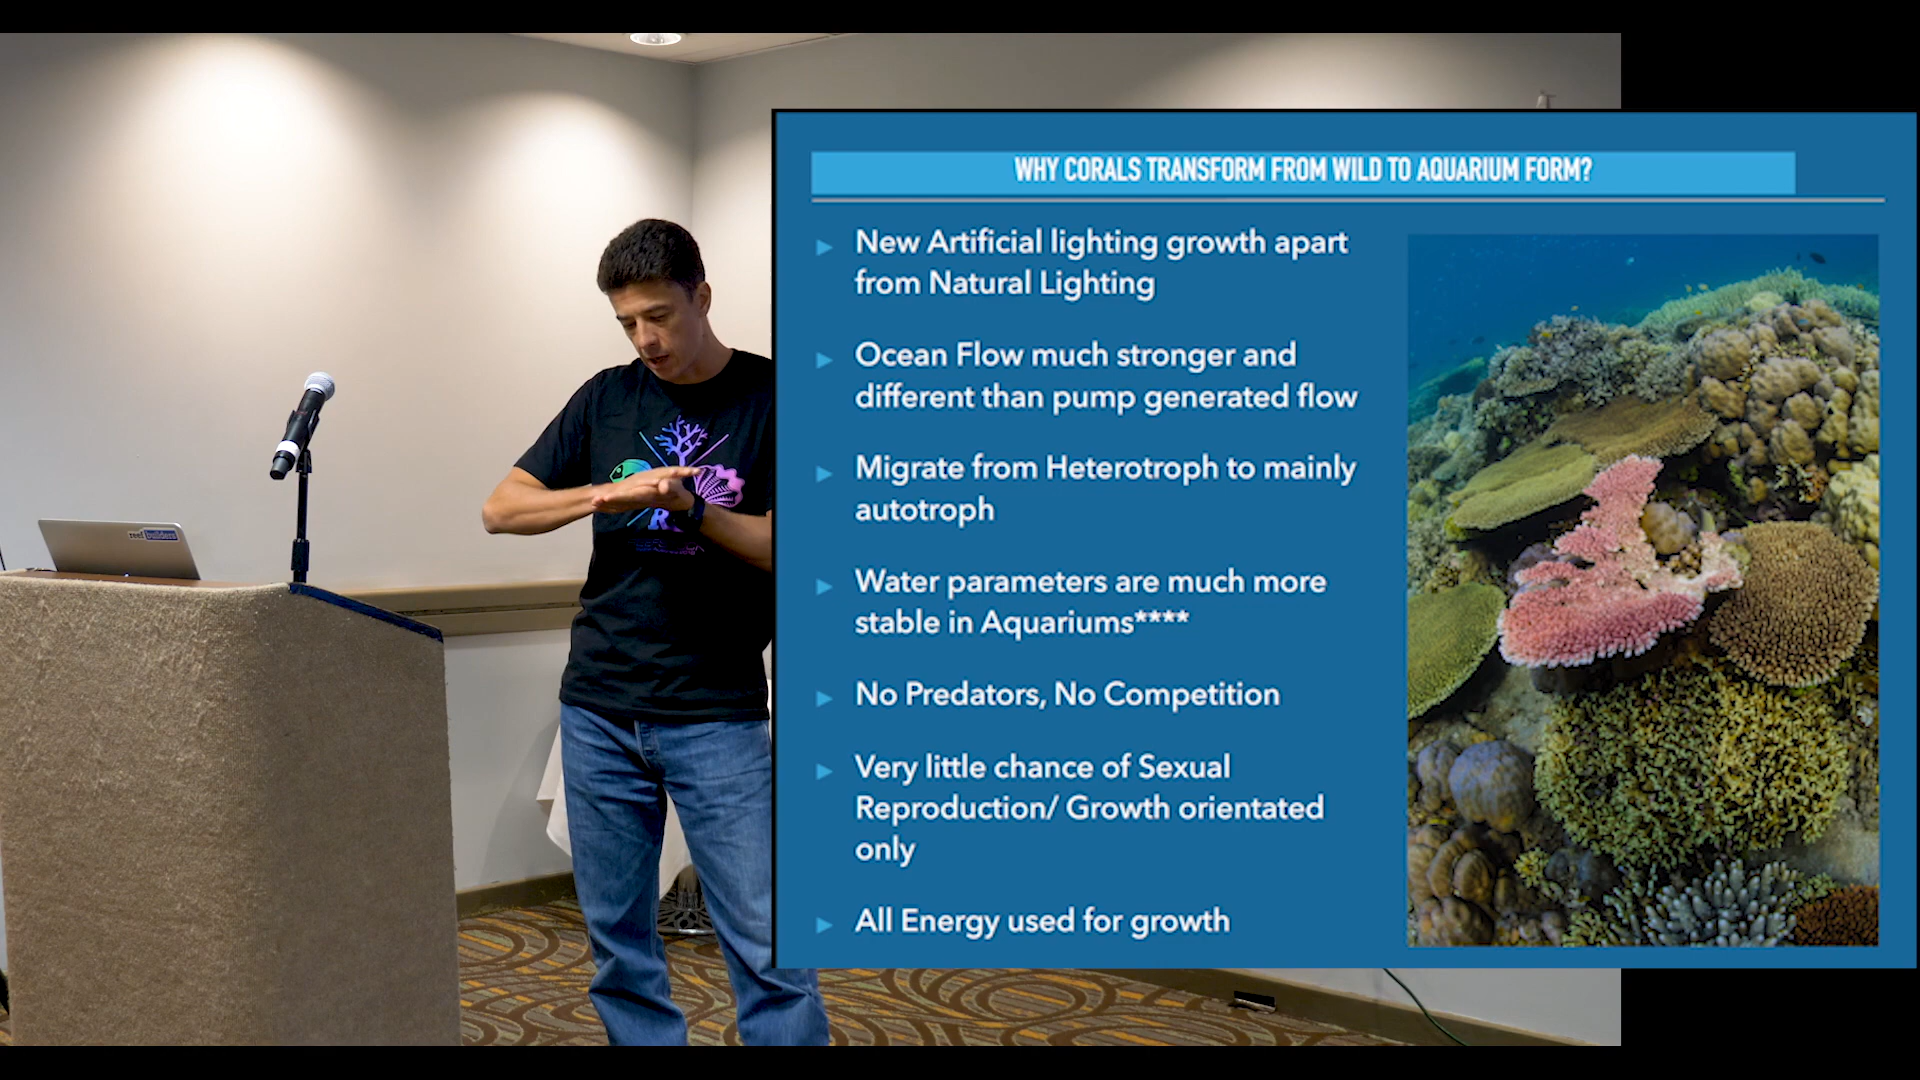 WHY CORALS TRANSFORM FROM WILD TO AQUARIUM FORM?
New Artificial lighting growth apart
from Natural Lighting
Ocean Flow much stronger and
different than pump generated flow
Migrate from Heterotroph to mainly
autotroph
Water parameters are much more
stable in Aquariums****
No Predators, No Competition
Very little chance of Sexual
Reproduction/ Growth orientated
only
All Energy used for growth
reef builders
R